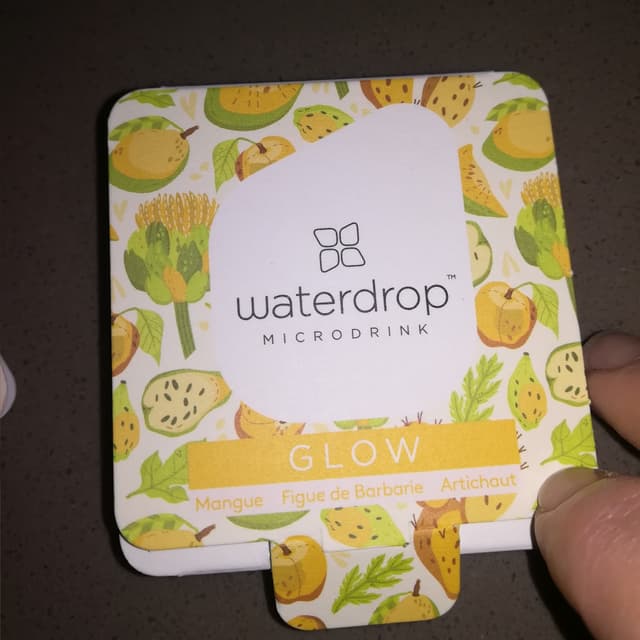 waterdrop™
MICRODRINK
GLOW
Mangue Figue de Barbarie Artichaut